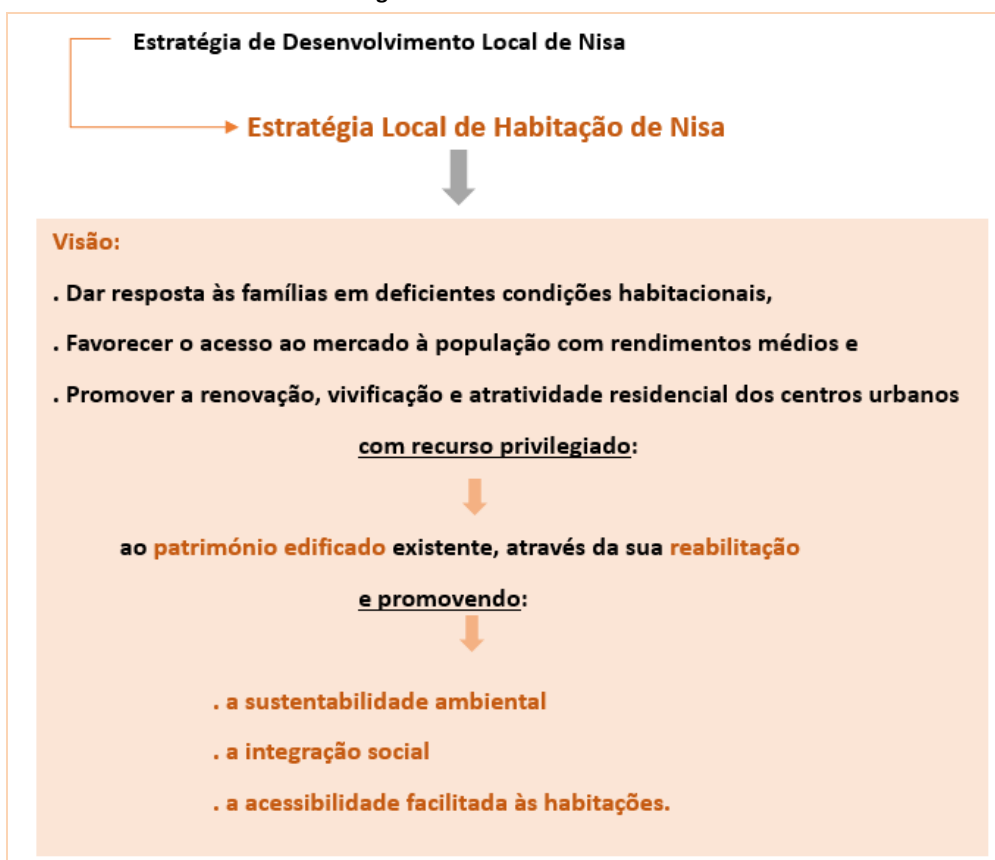 Estratégia de Desenvolvimento Local de Nisa
Estratégia Local de Habitação de Nisa
Visão:
. Dar resposta às famílias em deficientes condições habitacionais,
. Favorecer o acesso ao mercado à população com rendimentos médios e
. Promover a renovação, vivificação e atratividade residencial dos centros urbanos
com recurso privilegiado:
ao património edificado existente, através da sua reabilitação
e promovendo:
. a sustentabilidade ambiental
. a integração social
. a acessibilidade facilitada às habitações.